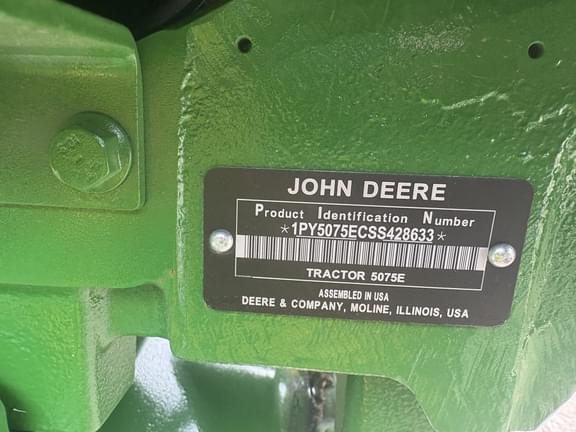 JOHN DEERE
Product Identification Number
*1PY5075ECSS428633*
TRACTOR 5075E
ASSEMBLED IN USA
DEERE & COMPANY, MOLINE, ILLINOIS, USA